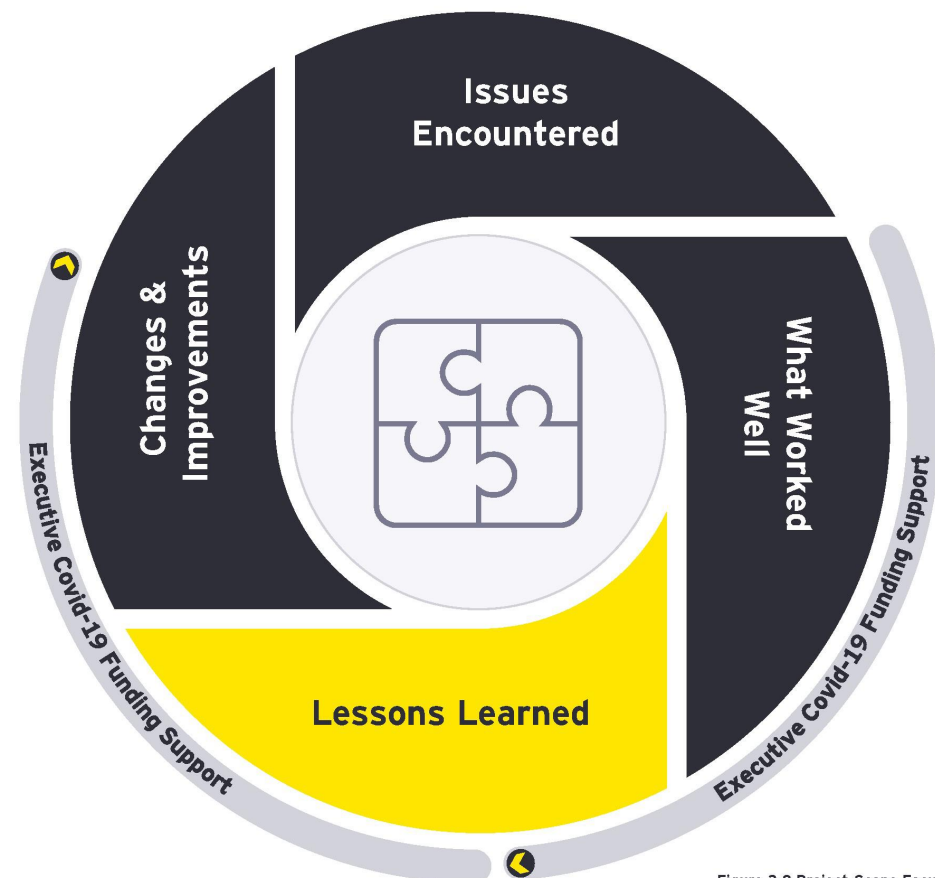 Issues
Encountered
What Worked
Well
Changes &
Improvements
Lessons Learned
Executive Covid-19 Funding Support
Executive Covid-19 Funding Support